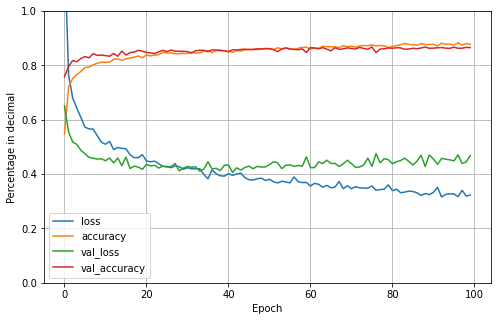 1.0
0.8
0.6
0.4
0.2
0.0
Percentage in decimal
loss
accuracy
val_loss
val_accuracy
0 20 40 60 80 100
Epoch